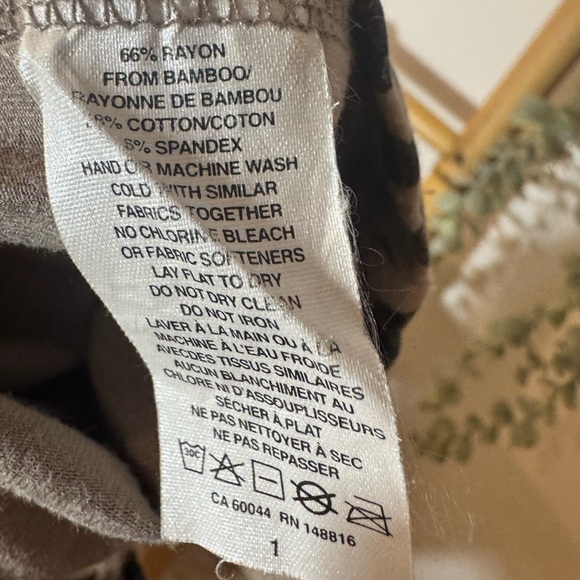 66% RAYON
FROM BAMBOO/
RAYONNE DE BAMBOU
% COTTON/COTON
% SPANDEX
HAND OR MACHINE WASH
COLD WITH SIMILAR
FABRICS TOGETHER
NO CHLORINE BLEACH
OR FABRIC SOFTENERS
LAY FLAT TO DRY
DO NOT DRY CLEAN
DO NOT IRON
LAVER À LA MAIN OU À LA
MACHINE À L'EAU FROIDE
AVECDES TISSUS SIMILAIRES
AUCUN BLANCHIMENT AU
CHLORE NI D'ASSOUPLISSEURS
SÉCHER À PLAT
NE PAS NETTOYER À SEC
NE PAS REPASSER
30C
CA 60044 RN 148816
1